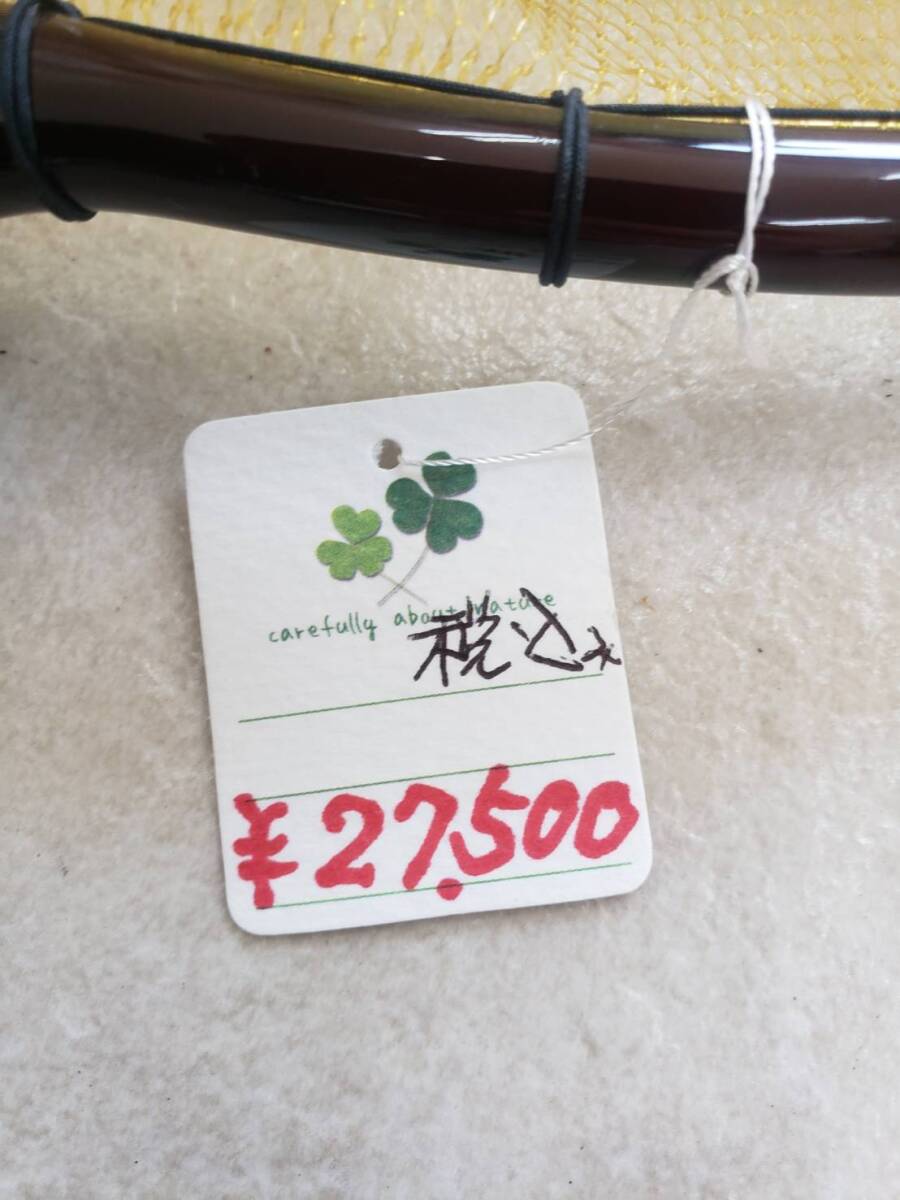 carefully about nature
税込み
¥27,500